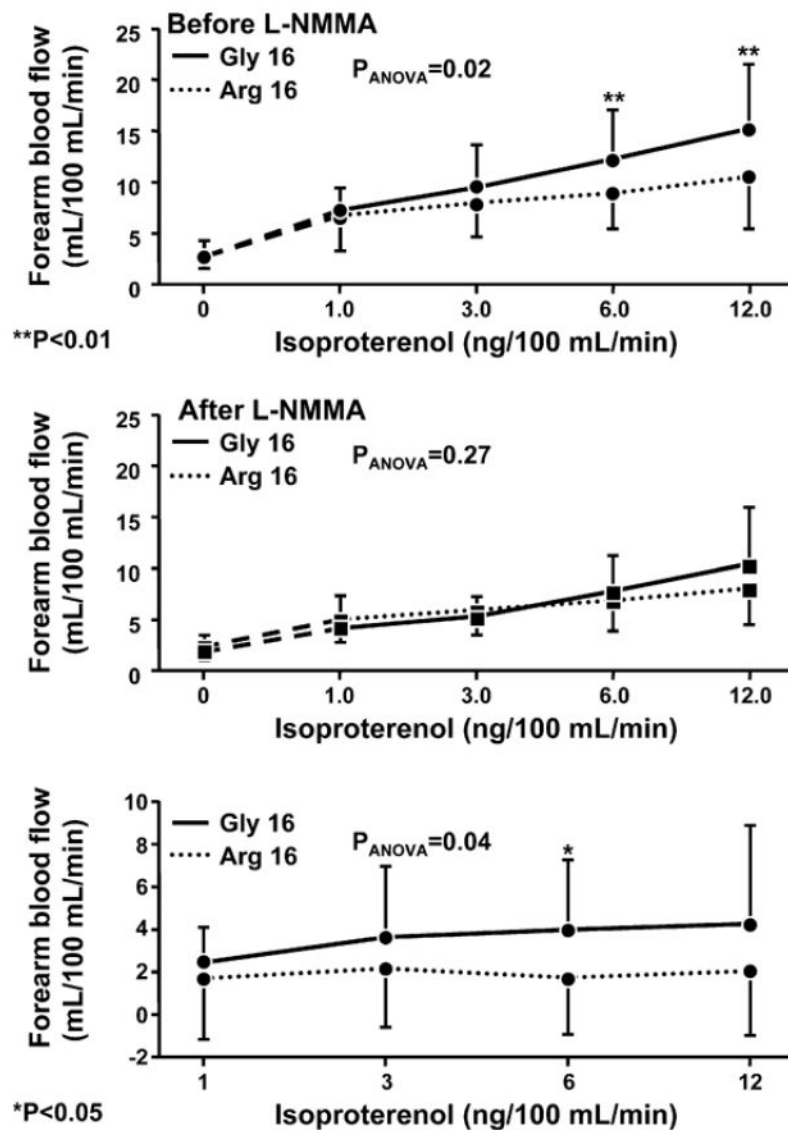 Before L-NMMA
Gly 16
Arg 16
P_ANOVA=0.02
**
**
Forearm blood flow
(mL/100 mL/min)
25
20
15
10
5
0
0 1.0 3.0 6.0 12.0
**P<0.01
Isoproterenol (ng/100 mL/min)
After L-NMMA
Gly 16
Arg 16
P_ANOVA=0.27
Forearm blood flow
(mL/100 mL/min)
25
20
15
10
5
0
0 1.0 3.0 6.0 12.0
Isoproterenol (ng/100 mL/min)
Gly 16
Arg 16
P_ANOVA=0.04
*
Forearm blood flow
(mL/100 mL/min)
10
8
6
4
2
0
-2
1 3 6 12
*P<0.05
Isoproterenol (ng/100 mL/min)